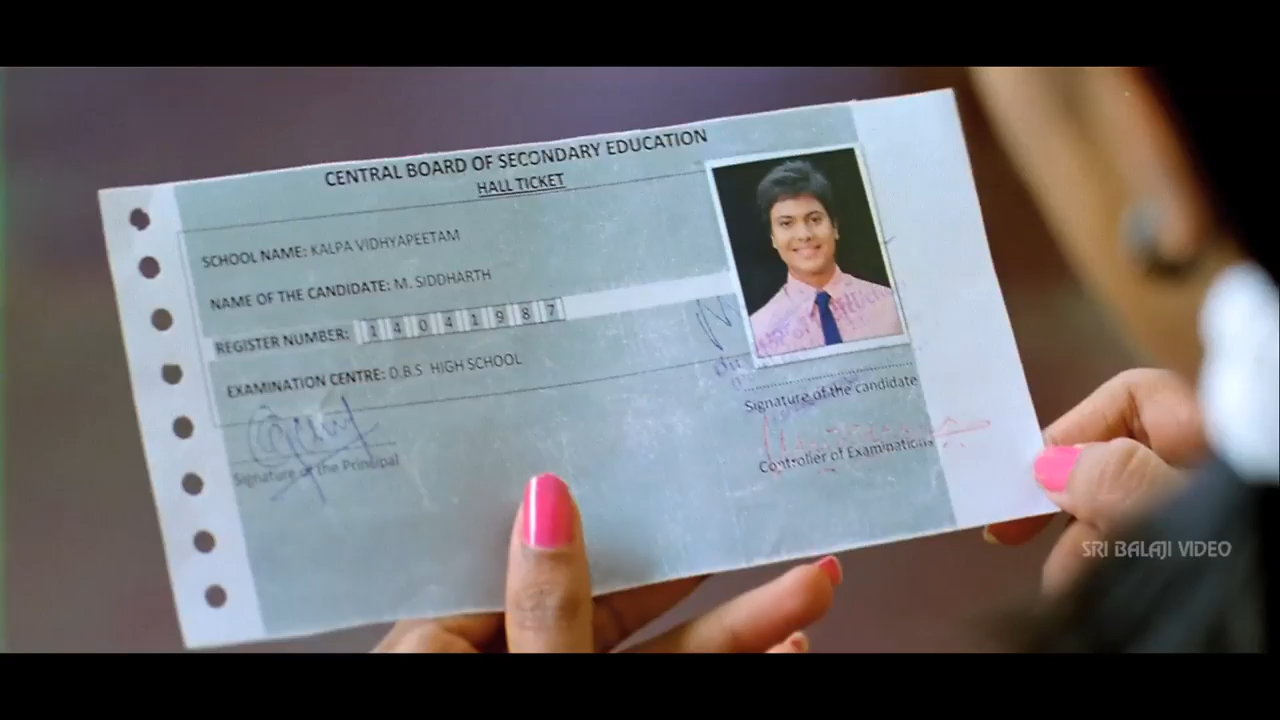 CENTRAL BOARD OF SECONDARY EDUCATION
HALL TICKET
SCHOOL NAME: KALPA VIDHYAPEETAM
NAME OF THE CANDIDATE: M. SIDDHARTH
REGISTER NUMBER: 1 4 0 4 1 9 8 7
EXAMINATION CENTRE: D.B.S HIGH SCHOOL
Signature of the candidate
Signature of the Principal
Controller of Examinations
SRI BALAJI VIDEO